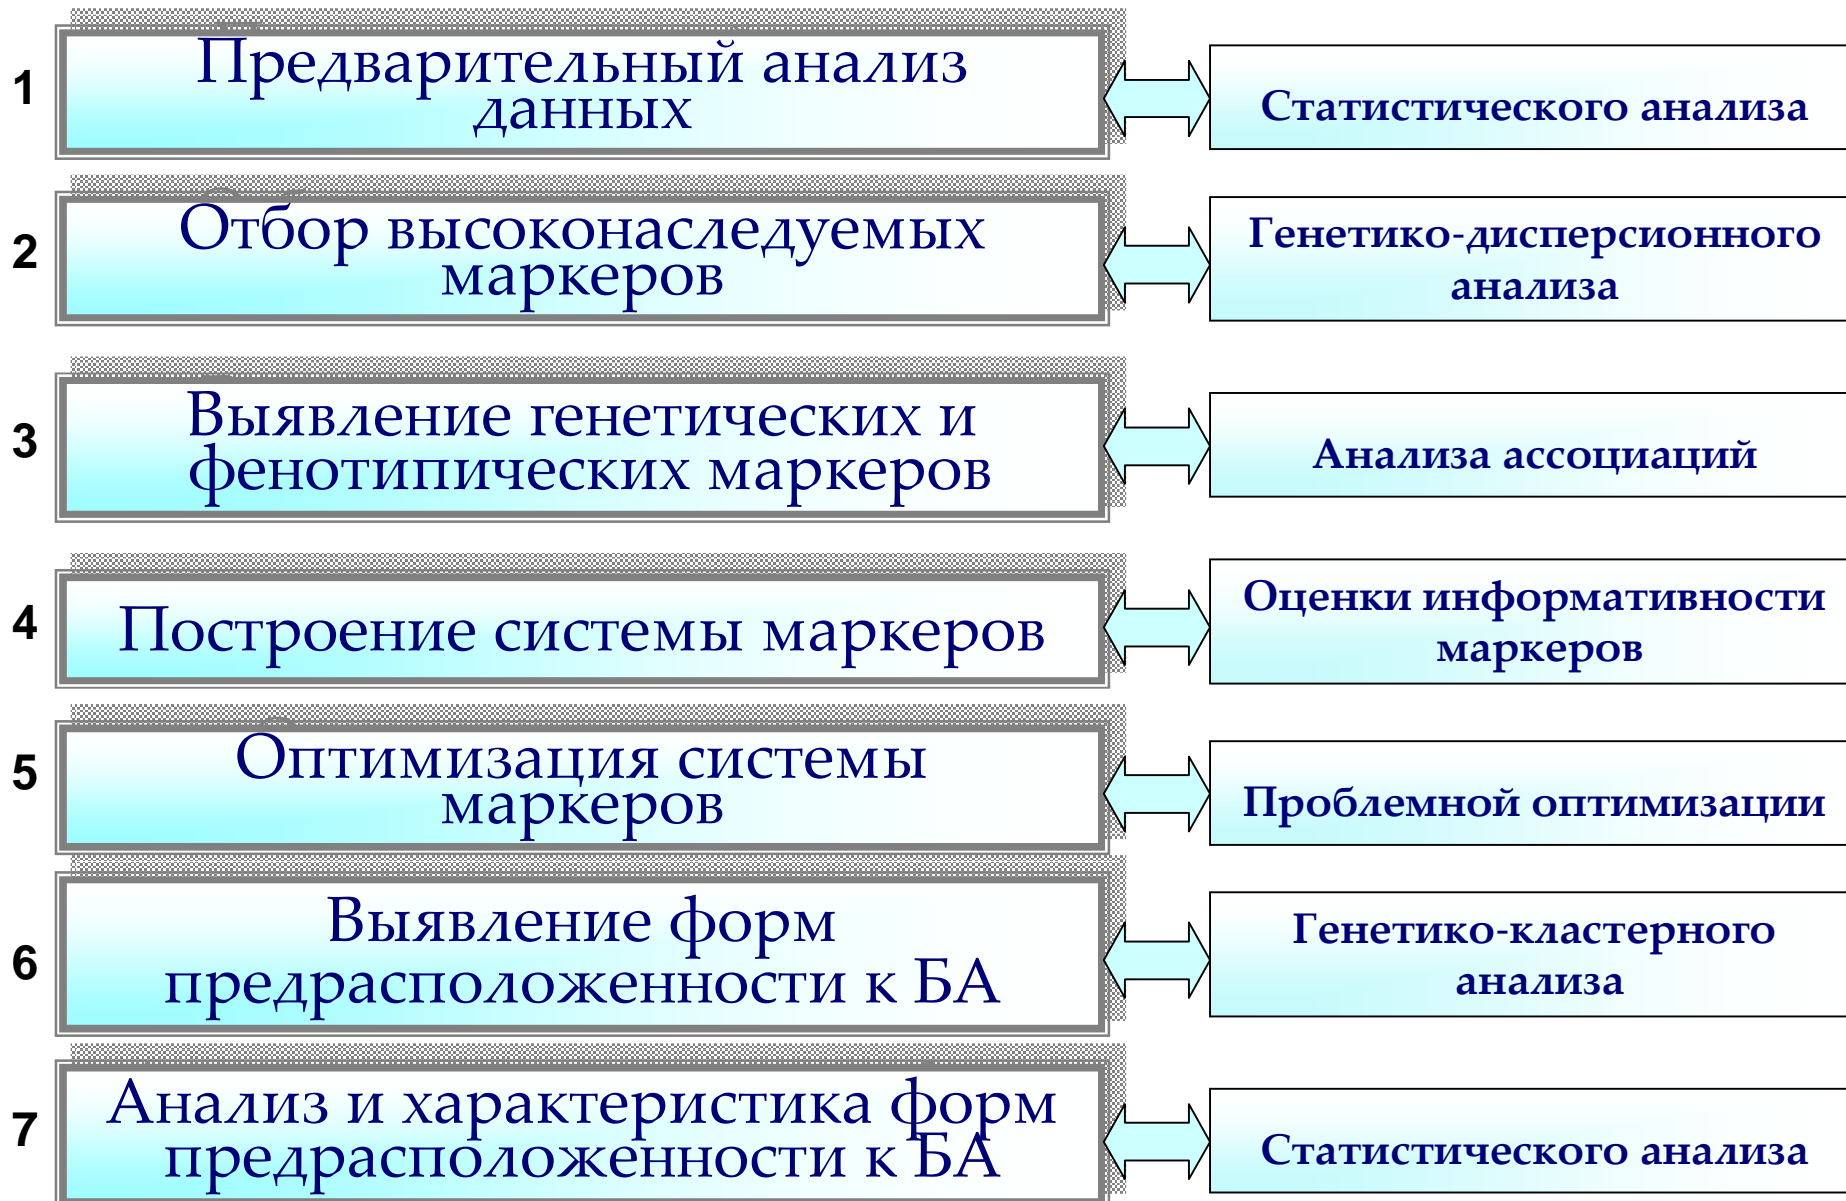 1
Предварительный анализ
данных
Статистического анализа
2
Отбор высоконаследуемых
маркеров
Генетико-дисперсионного
анализа
3
Выявление генетических и
фенотипических маркеров
Анализа ассоциаций
4
Построение системы маркеров
Оценки информативности
маркеров
5
Оптимизация системы
маркеров
Проблемной оптимизации
6
Выявление форм
предрасположенности к БА
Генетико-кластерного
анализа
7
Анализ и характеристика форм
предрасположенности к БА
Статистического анализа